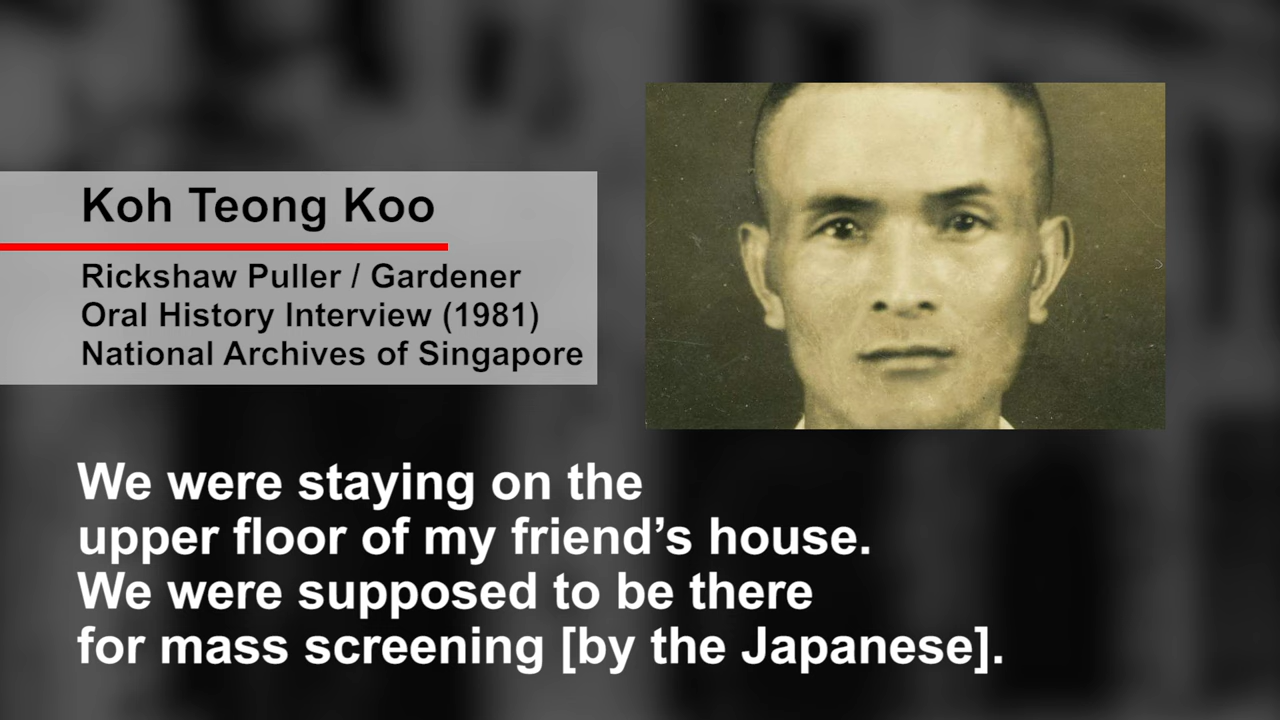 Koh Teong Koo
Rickshaw Puller / Gardener
Oral History Interview (1981)
National Archives of Singapore
We were staying on the
upper floor of my friend’s house.
We were supposed to be there
for mass screening [by the Japanese].